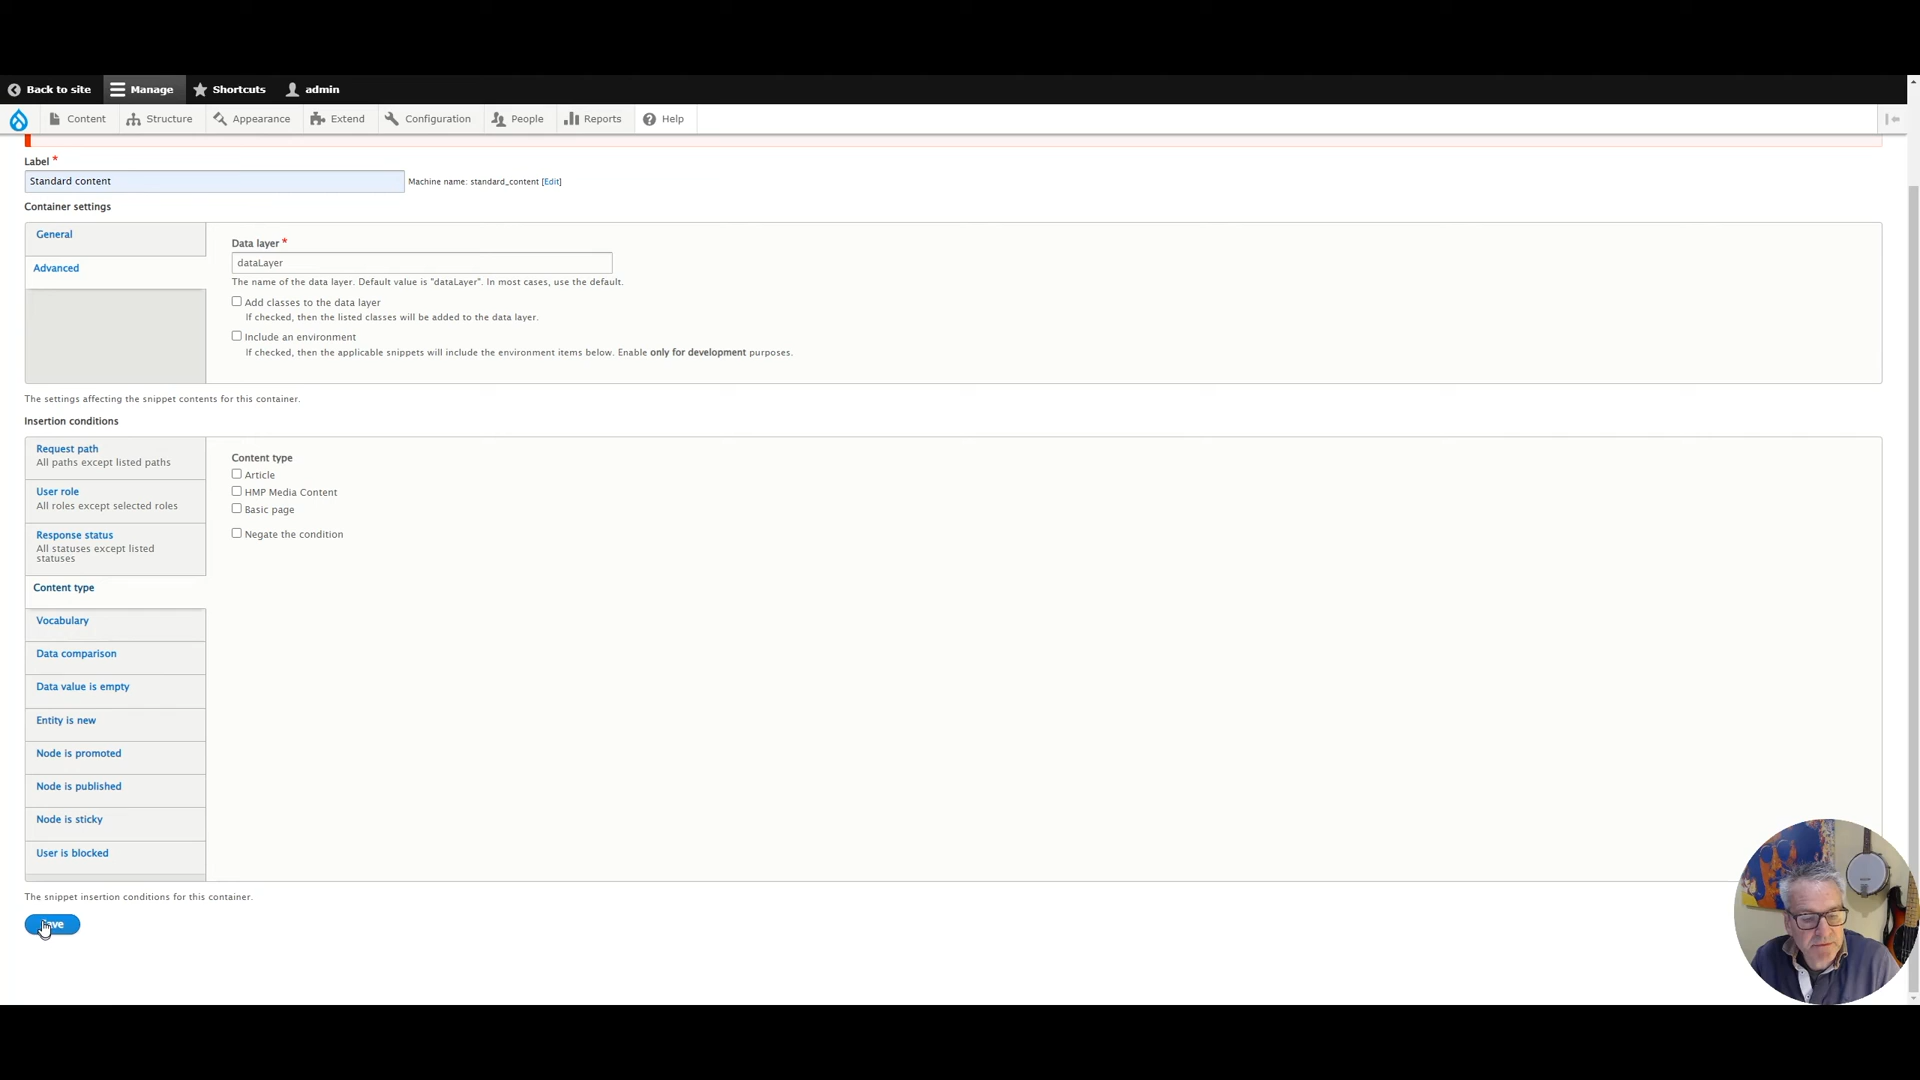 Back to site
Manage
Shortcuts
admin
Content
Structure
Appearance
Extend
Configuration
People
Reports
Help
Label *
Standard content
Machine name: standard_content [Edit]
Container settings
General
Advanced
Data layer *
dataLayer
The name of the data layer. Default value is "dataLayer". In most cases, use the default.
Add classes to the data layer
If checked, then the listed classes will be added to the data layer.
Include an environment
If checked, then the applicable snippets will include the environment items below. Enable only for development purposes.
The settings affecting the snippet contents for this container.
Insertion conditions
Request path
All paths except listed paths
User role
All roles except selected roles
Response status
All statuses except listed
statuses
Content type
Vocabulary
Data comparison
Data value is empty
Entity is new
Node is promoted
Node is published
Node is sticky
User is blocked
Content type
Article
HMP Media Content
Basic page
Negate the condition
The snippet insertion conditions for this container.